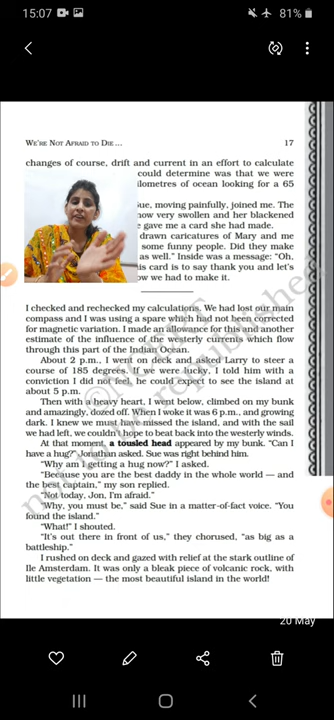 15:07
81%
WE'RE NOT AFRAID TO DIE...
17
changes of course, drift and current in an effort to calculate
could determine was that we were
ilometres of ocean looking for a 65
ue, moving painfully, joined me. The
now very swollen and her blackened
gave me a card she had made.
drawn caricatures of Mary and me
some funny people. Did they make
as well." Inside was a message: "Oh,
is card is to say thank you and let's
ow we had to make it.
I checked and rechecked my calculations. We had lost our main
compass and I was using a spare which had not been corrected
for magnetic variation. I made an allowance for this and another
estimate of the influence of the westerly currents which flow
through this part of the Indian Ocean.
About 2 p.m., I went on deck and asked Larry to steer a
course of 185 degrees. If we were lucky, I told him with a
conviction I did not feel, he could expect to see the island at
about 5 p.m.
Then with a heavy heart, I went below, climbed on my bunk
and amazingly, dozed off. When I woke it was 6 p.m., and growing
dark. I knew we must have missed the island, and with the sail
we had left, we couldn't hope to beat back into the westerly winds.
At that moment, a tousled head appeared by my bunk. "Can I
have a hug?" Jonathan asked. Sue was right behind him.
"Why am I getting a hug now?" I asked.
"Because you are the best daddy in the whole world — and
the best captain," my son replied.
"Not today, Jon, I'm afraid."
"Why, you must be," said Sue in a matter-of-fact voice. "You
found the island."
"What!" I shouted.
"It's out there in front of us," they chorused, "as big as a
battleship."
I rushed on deck and gazed with relief at the stark outline of
Ile Amsterdam. It was only a bleak piece of volcanic rock, with
little vegetation — the most beautiful island in the world!
20 May